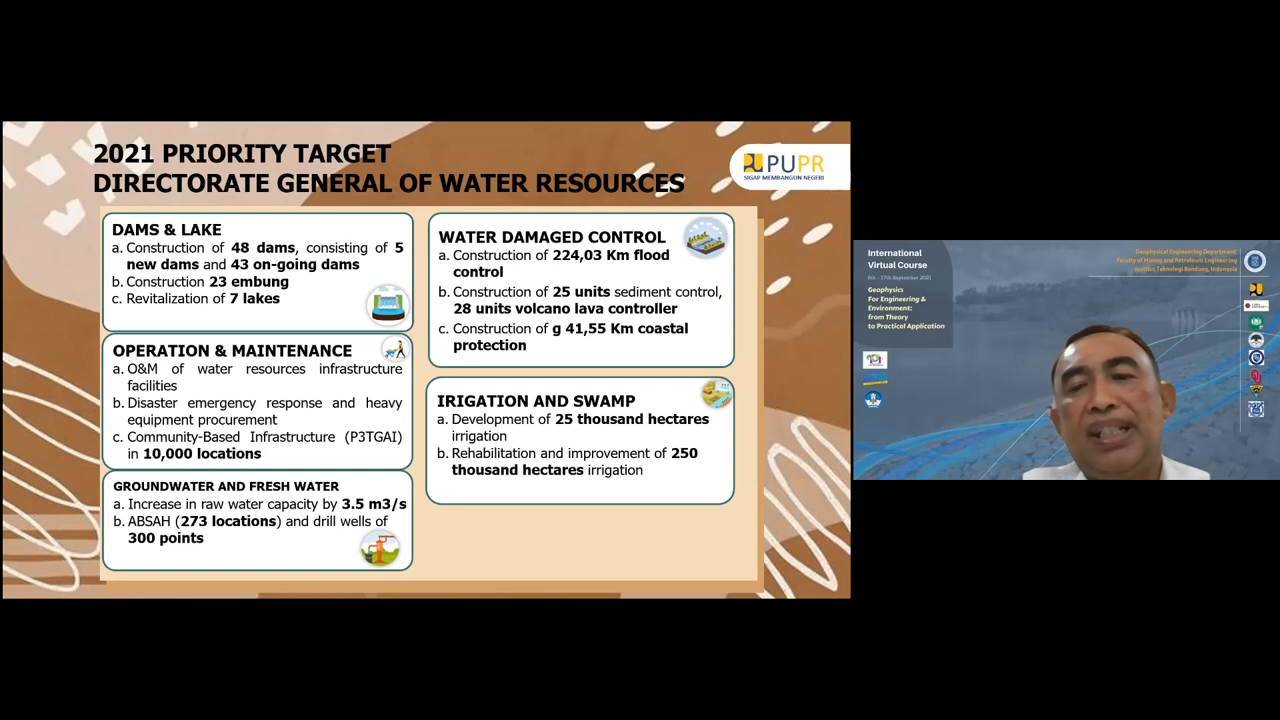 2021 PRIORITY TARGET
DIRECTORATE GENERAL OF WATER RESOURCES
PUPR
SIGAP MEMBANGUN NEGERI
DAMS & LAKE
a. Construction of 48 dams, consisting of 5
new dams and 43 on-going dams
b. Construction 23 embung
c. Revitalization of 7 lakes
OPERATION & MAINTENANCE
a. O&M of water resources infrastructure
facilities
b. Disaster emergency response and heavy
equipment procurement
c. Community-Based Infrastructure (P3TGAI)
in 10,000 locations
GROUNDWATER AND FRESH WATER
a. Increase in raw water capacity by 3.5 m3/s
b. ABSAH (273 locations) and drill wells of
300 points
WATER DAMAGED CONTROL
a. Construction of 224,03 Km flood
control
b. Construction of 25 units sediment control,
28 units volcano lava controller
c. Construction of g 41,55 Km coastal
protection
IRRIGATION AND SWAMP
a. Development of 25 thousand hectares
irrigation
b. Rehabilitation and improvement of 250
thousand hectares irrigation
International
Virtual Course
6th - 17th September 2021
Geophysics
For Engineering &
Environment:
from Theory
to Practical Application
Geophysical Engineering Department
Faculty of Mining and Petroleum Engineering
Institut Teknologi Bandung, Indonesia